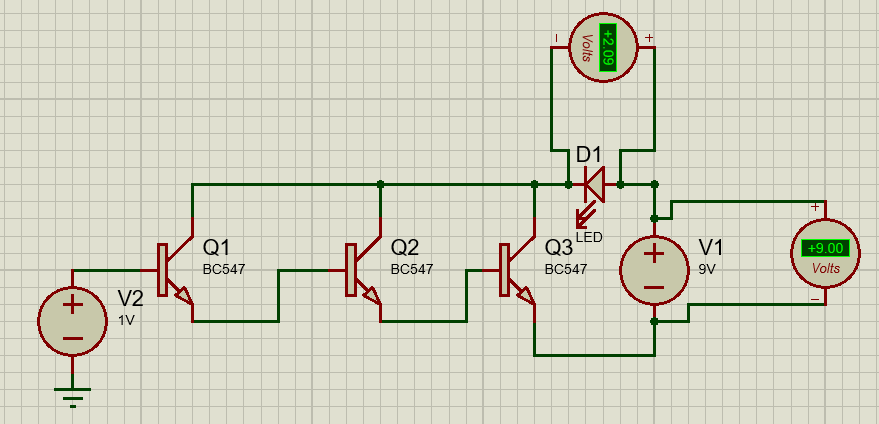 +2.09
Volts
D1
LED
Q1
BC547
Q2
BC547
Q3
BC547
V1
9V
+9.00
Volts
V2
1V